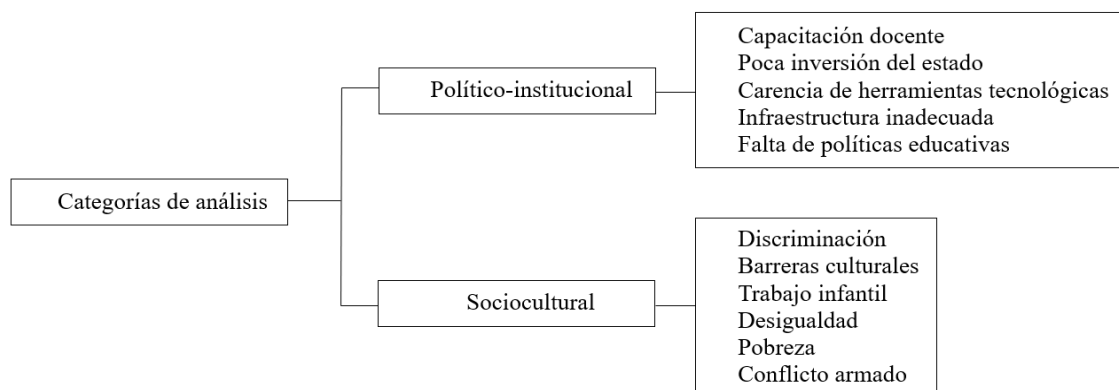 Categorías de análisis
Político-institucional
Capacitación docente
Poca inversión del estado
Carencia de herramientas tecnológicas
Infraestructura inadecuada
Falta de políticas educativas
Sociocultural
Discriminación
Barreras culturales
Trabajo infantil
Desigualdad
Pobreza
Conflicto armado